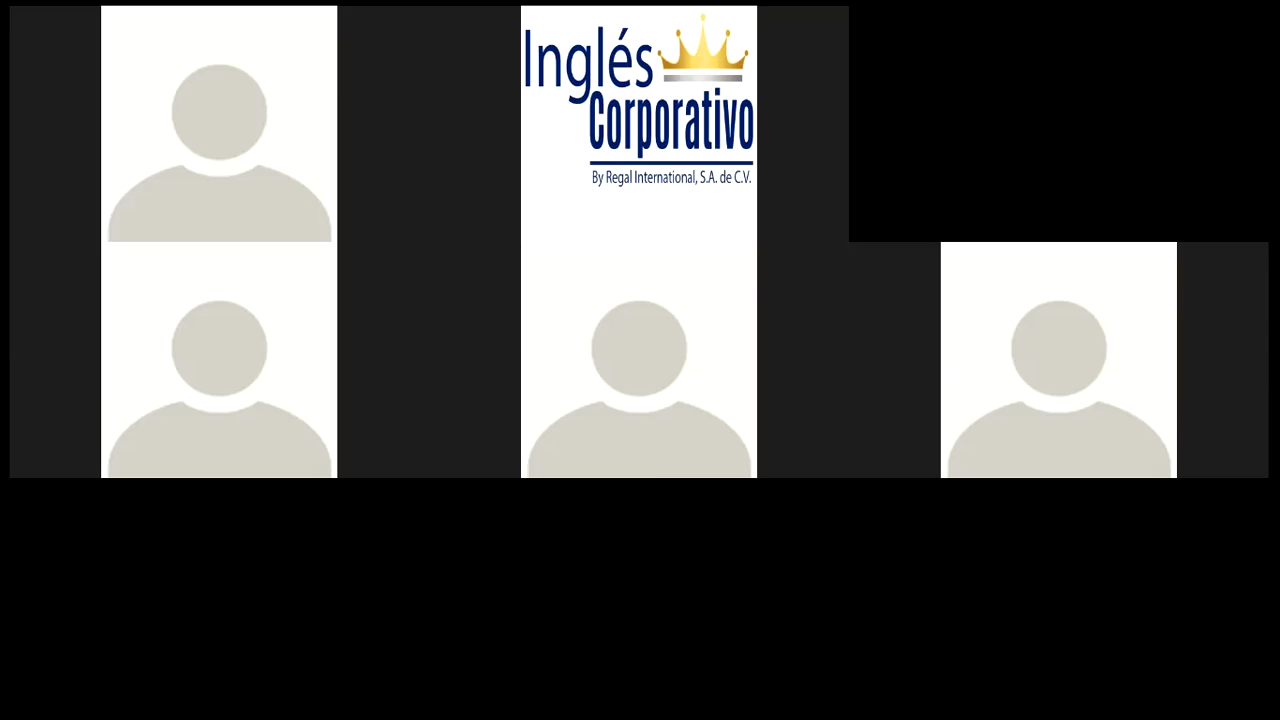 Inglés
Corporativo
By Regal International, S.A. de C.V.